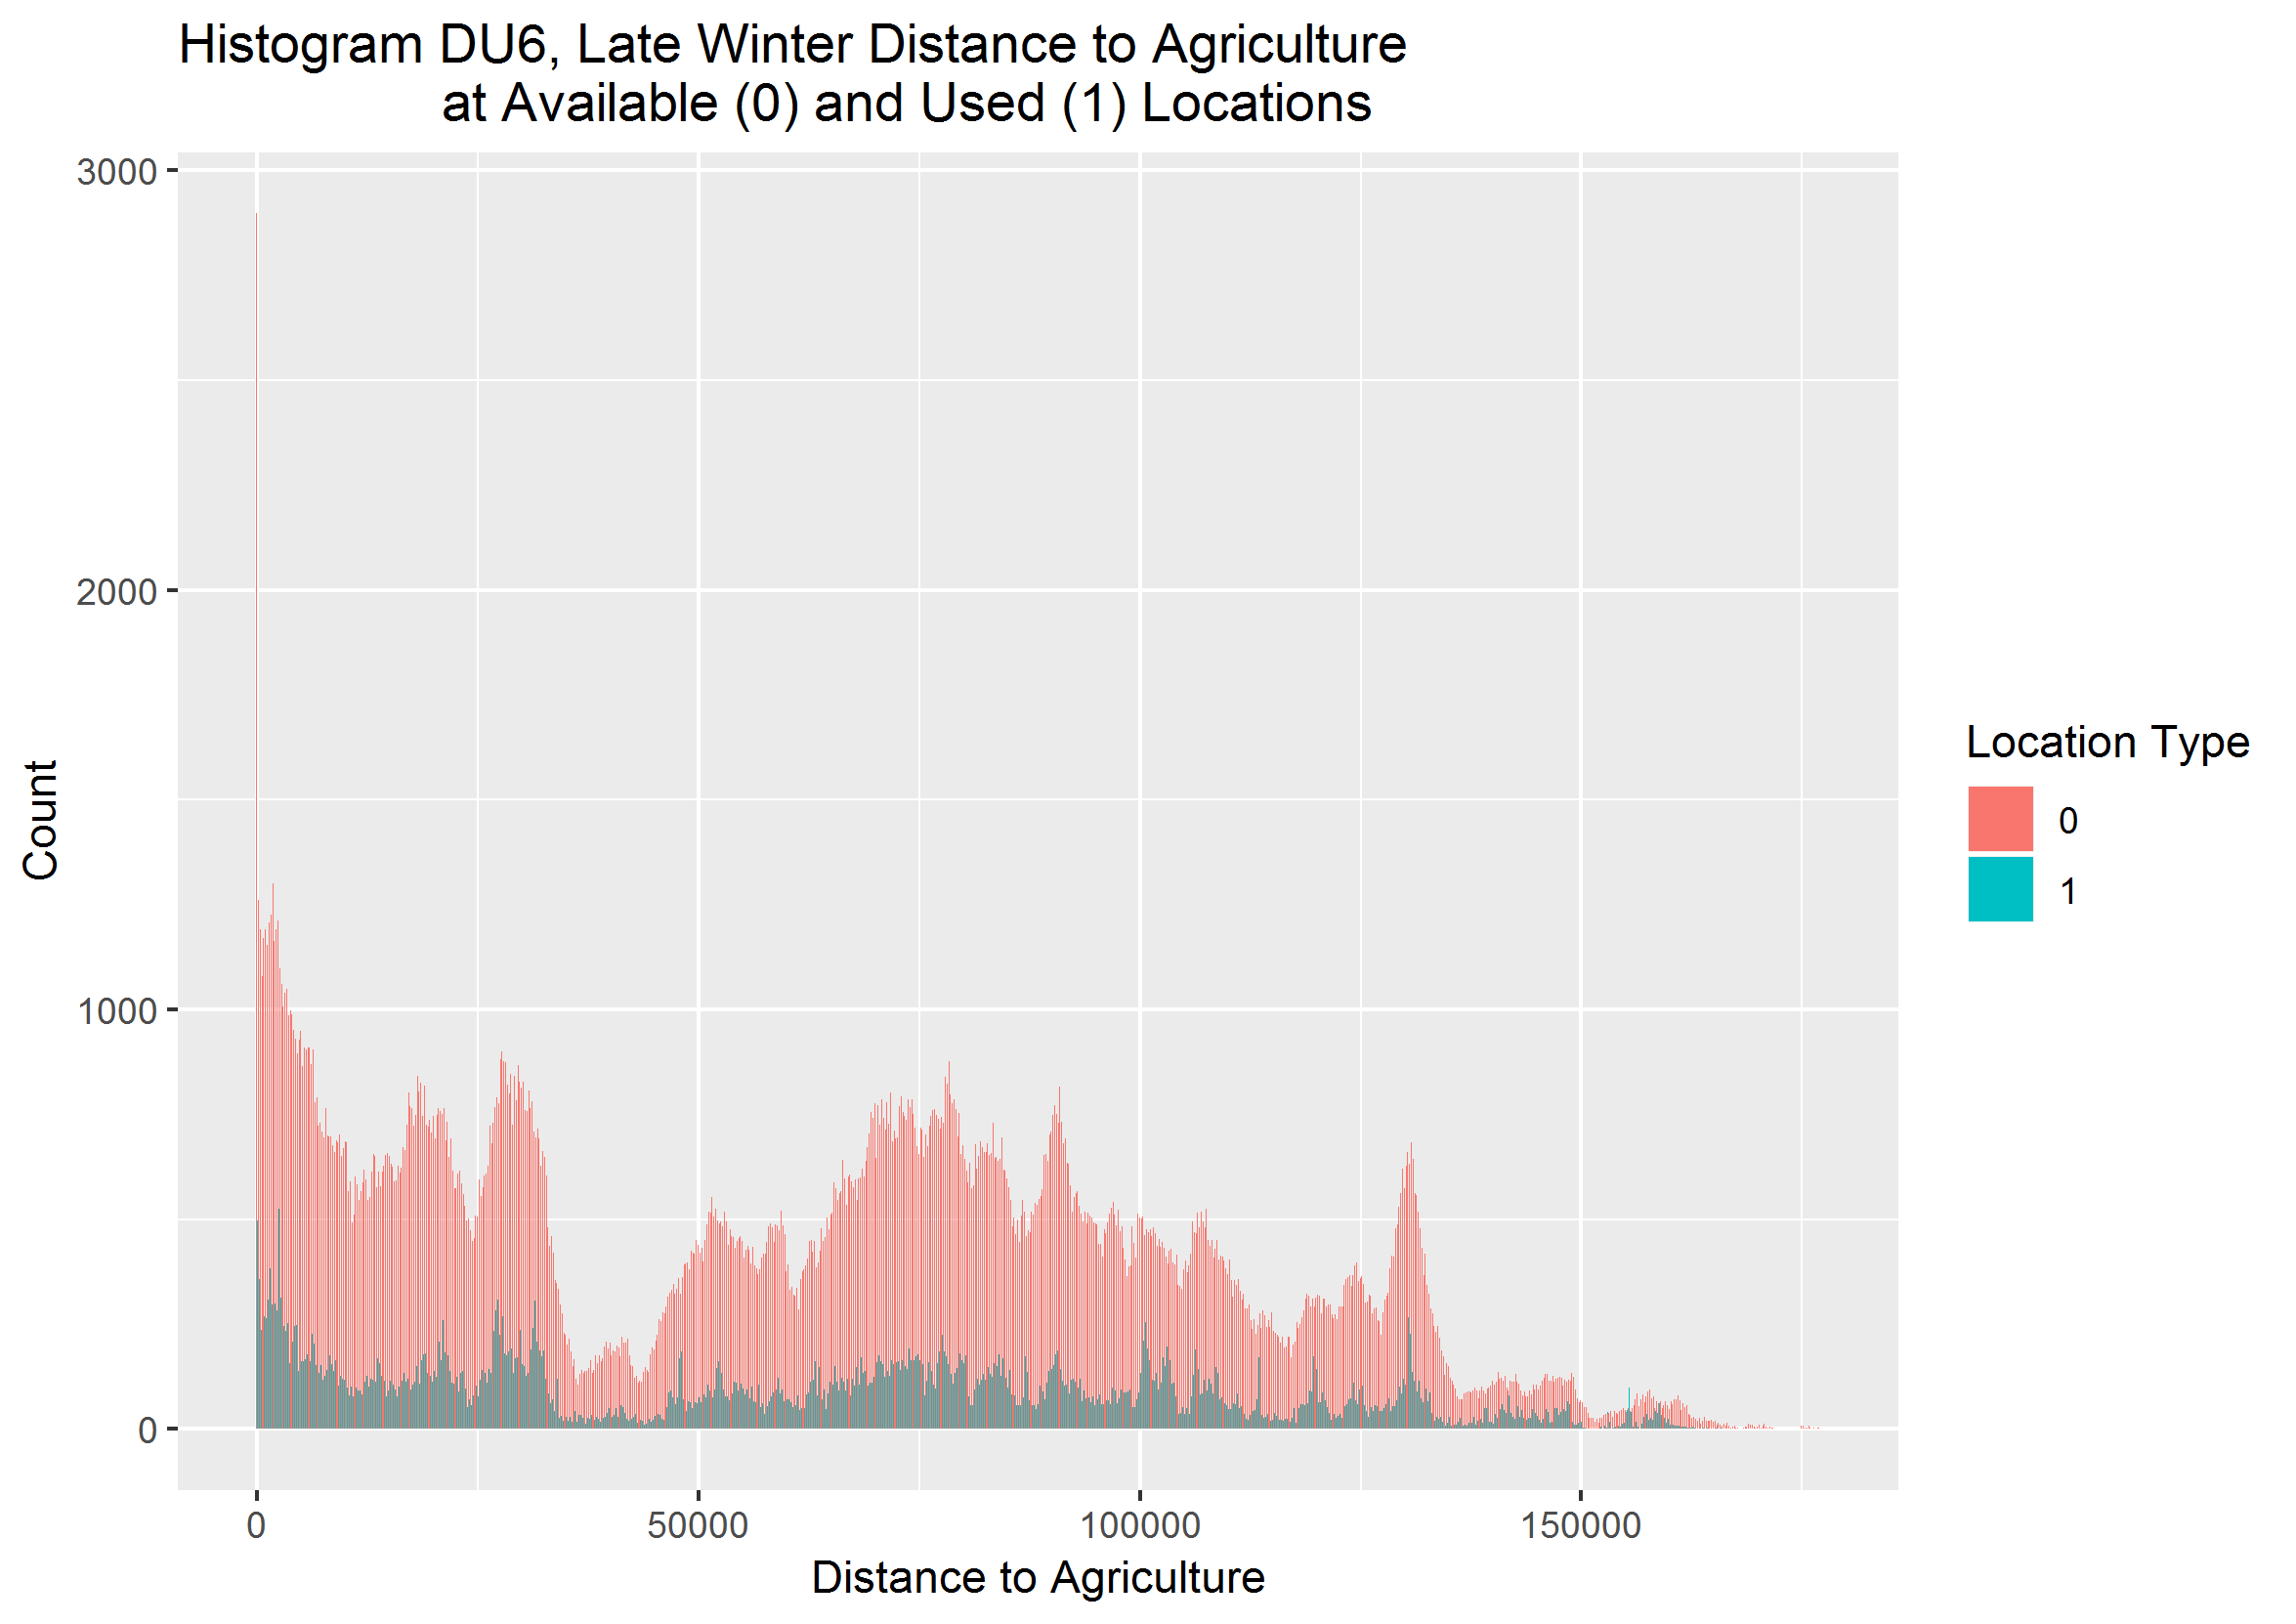 Histogram DU6, Late Winter Distance to Agriculture
at Available (0) and Used (1) Locations
3000
2000
1000
0
Count
0 50000 100000 150000
Distance to Agriculture
Location Type
0
1